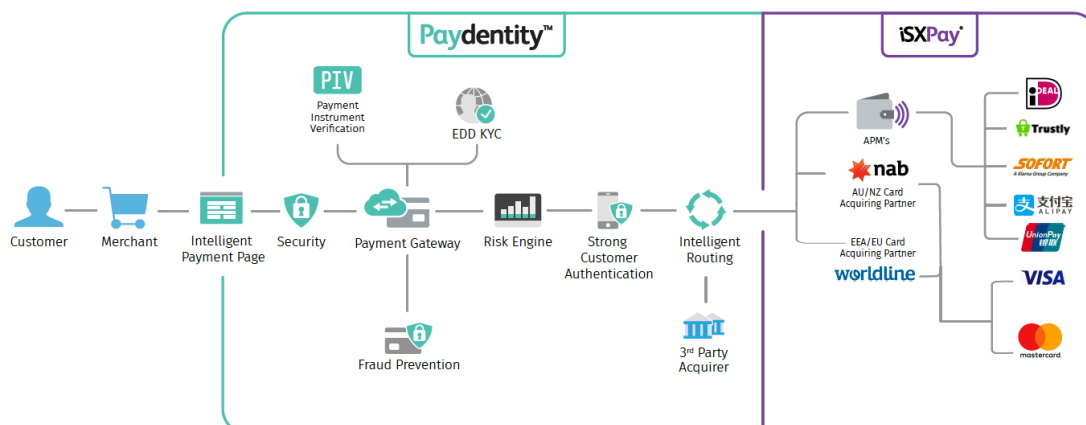 Paydentity™
iSXPay®
PIV
Payment
Instrument
Verification
EDD KYC
Customer
Merchant
Intelligent
Payment Page
Security
Payment Gateway
Risk Engine
Strong
Customer
Authentication
Intelligent
Routing
Fraud Prevention
3rd Party
Acquirer
APM's
nab
AU/NZ Card
Acquiring Partner
EEA/EU Card
Acquiring Partner
worldline
iDEAL
Trustly
SOFORT
A Klarna Group Company
支付宝
ALIPAY
UnionPay
银联
VISA
mastercard.